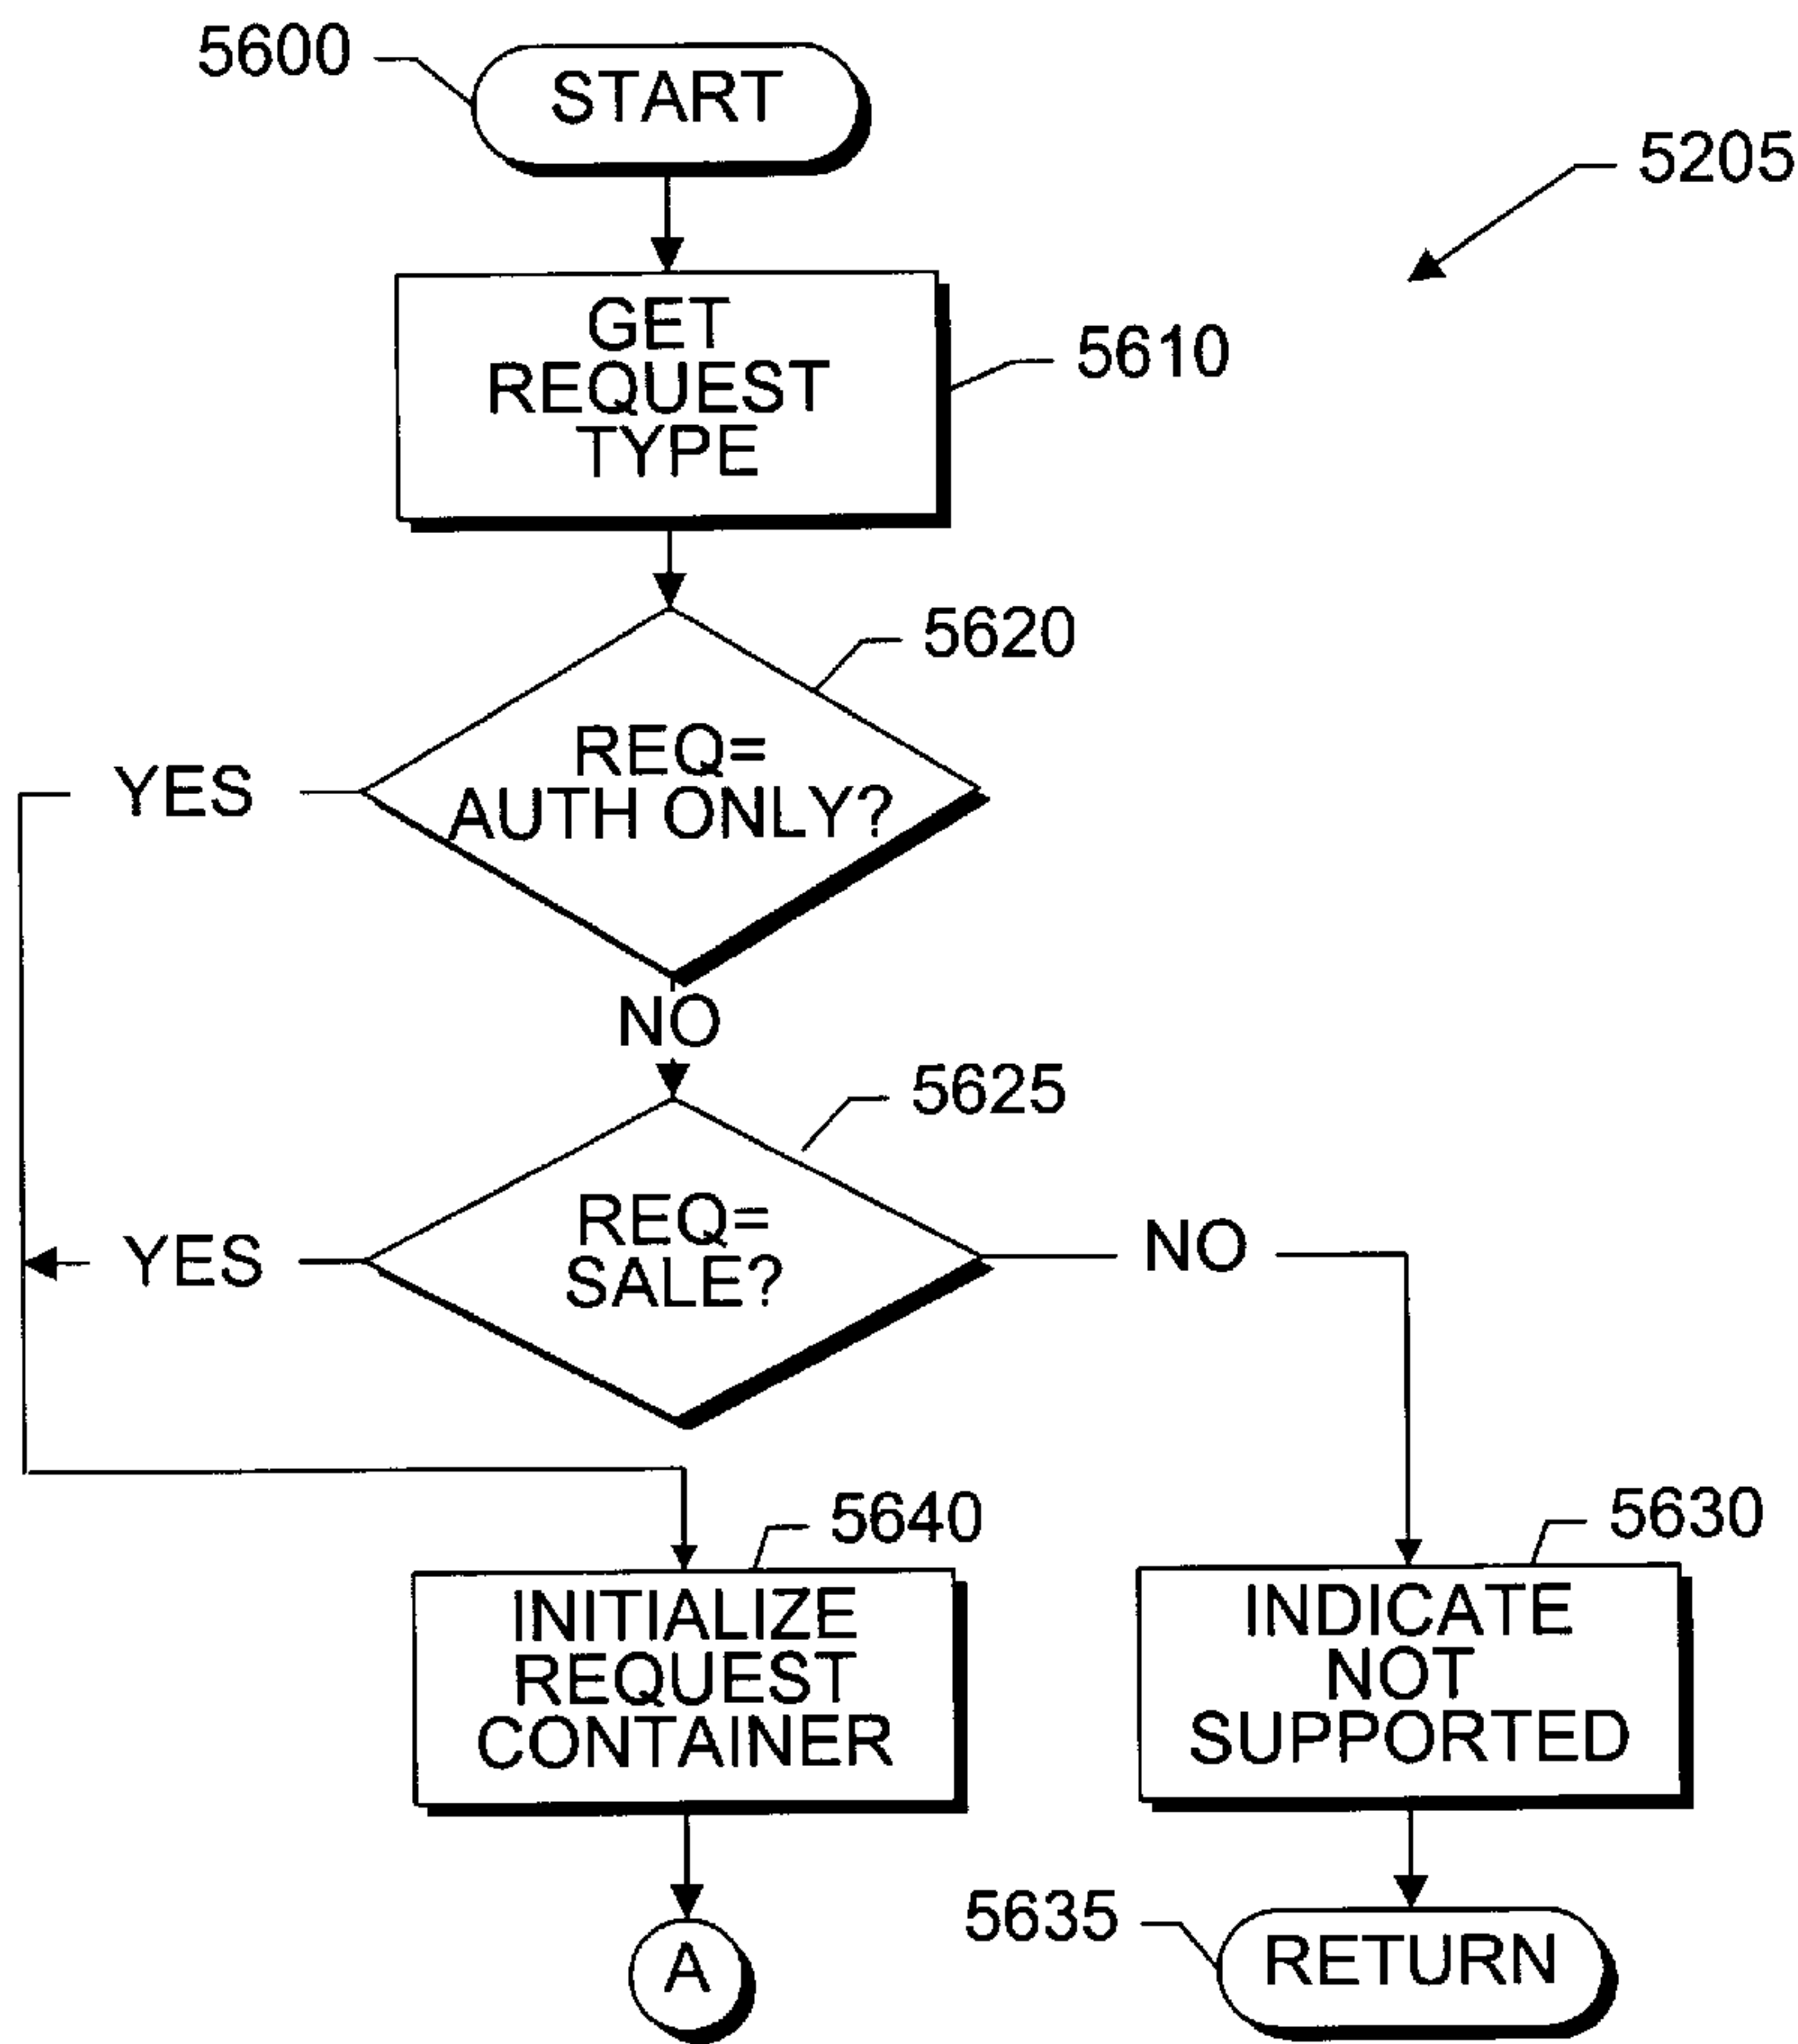 5600
START
5205
GET
REQUEST
TYPE
5610
5620
REQ=
AUTH ONLY?
YES
NO
5625
REQ=
SALE?
YES
NO
5640
5630
INITIALIZE
REQUEST
CONTAINER
INDICATE
NOT
SUPPORTED
5635
A
RETURN